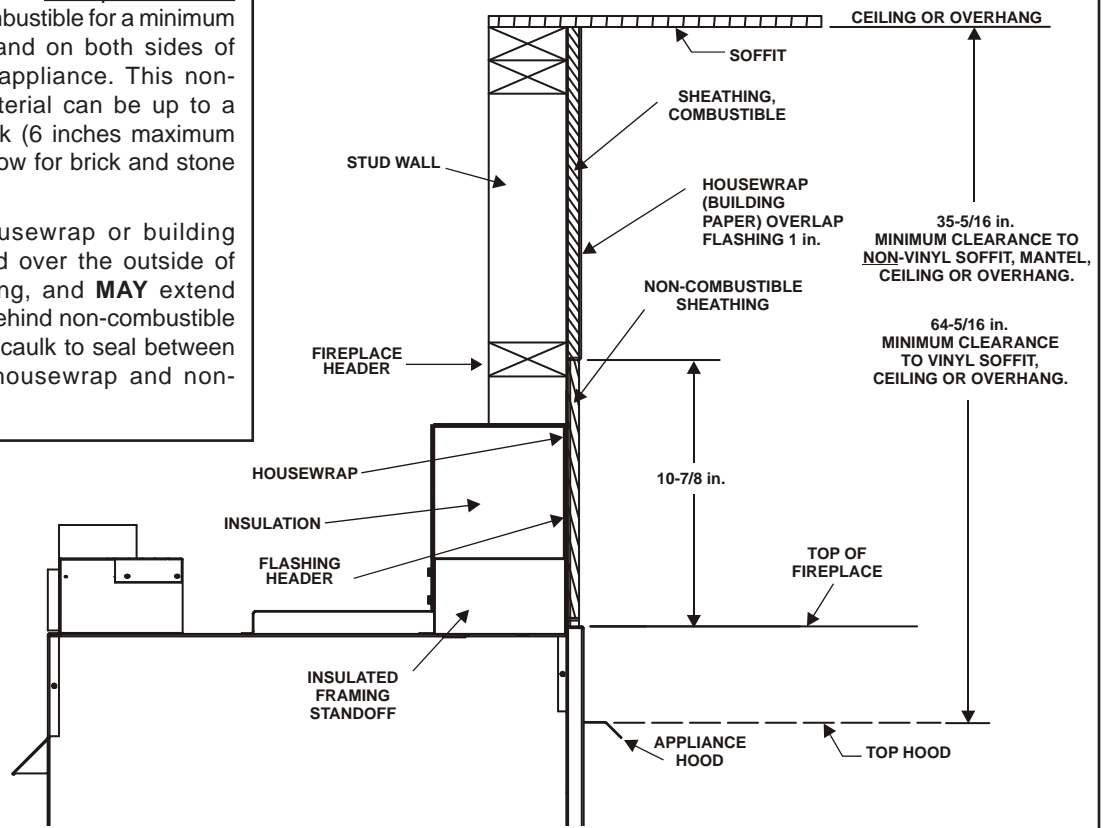 mbustible for a minimum
and on both sides of
appliance. This non-
terial can be up to a
k (6 inches maximum
ow for brick and stone
usewrap or building
d over the outside of
ng, and MAY extend
ehind non-combustible
caulk to seal between
housewrap and non-
CEILING OR OVERHANG
SOFFIT
SHEATHING,
COMBUSTIBLE
STUD WALL
HOUSEWRAP
(BUILDING
PAPER) OVERLAP
FLASHING 1 in.
35-5/16 in.
MINIMUM CLEARANCE TO
NON-VINYL SOFFIT, MANTEL,
CEILING OR OVERHANG.
NON-COMBUSTIBLE
SHEATHING
64-5/16 in.
MINIMUM CLEARANCE
TO VINYL SOFFIT,
CEILING OR OVERHANG.
FIREPLACE
HEADER
HOUSEWRAP
10-7/8 in.
INSULATION
FLASHING
HEADER
TOP OF
FIREPLACE
INSULATED
FRAMING
STANDOFF
APPLIANCE
HOOD
TOP HOOD